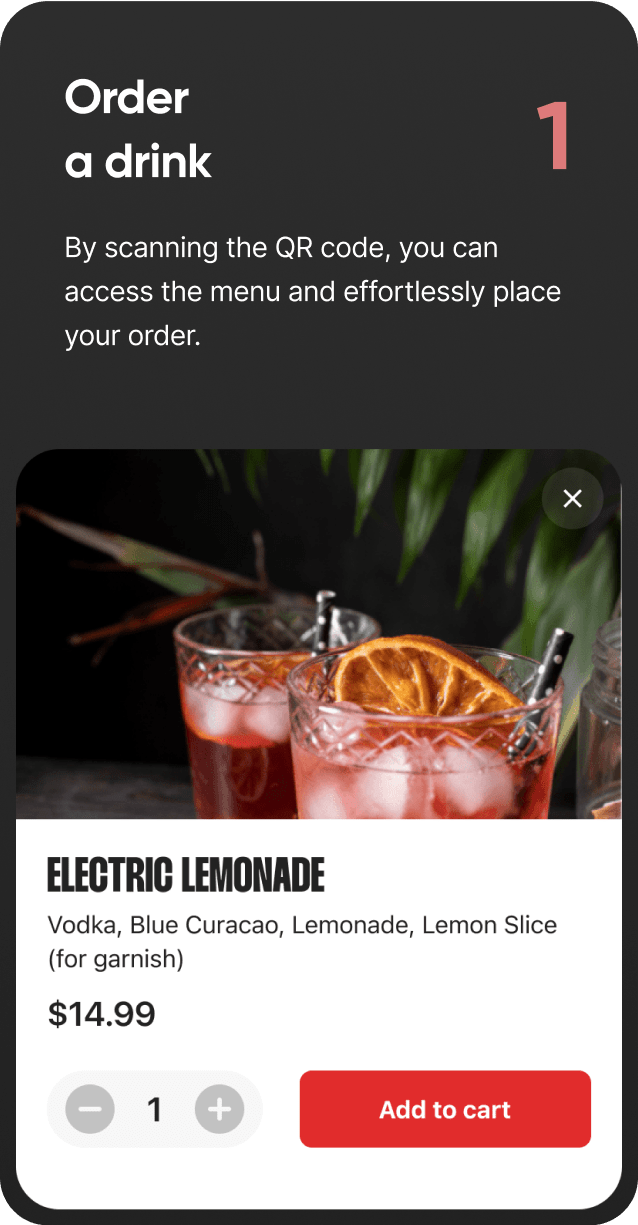 Order
a drink
1
By scanning the QR code, you can
access the menu and effortlessly place
your order.
ELECTRIC LEMONADE
Vodka, Blue Curacao, Lemonade, Lemon Slice
(for garnish)
$14.99
1
Add to cart